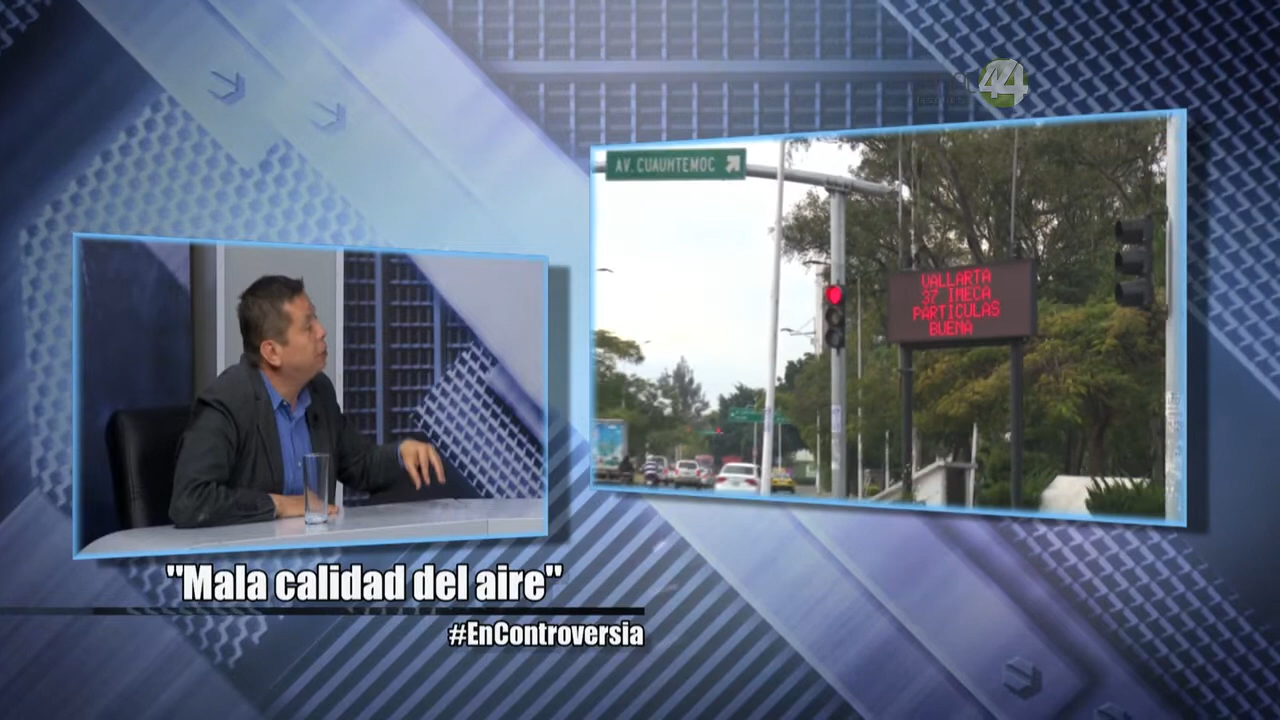 44
AV. CUAUHTEMOC
VALLARTA
37 IMECA
PARTICULAS
BUENA
"Mala calidad del aire"
#EnControversia